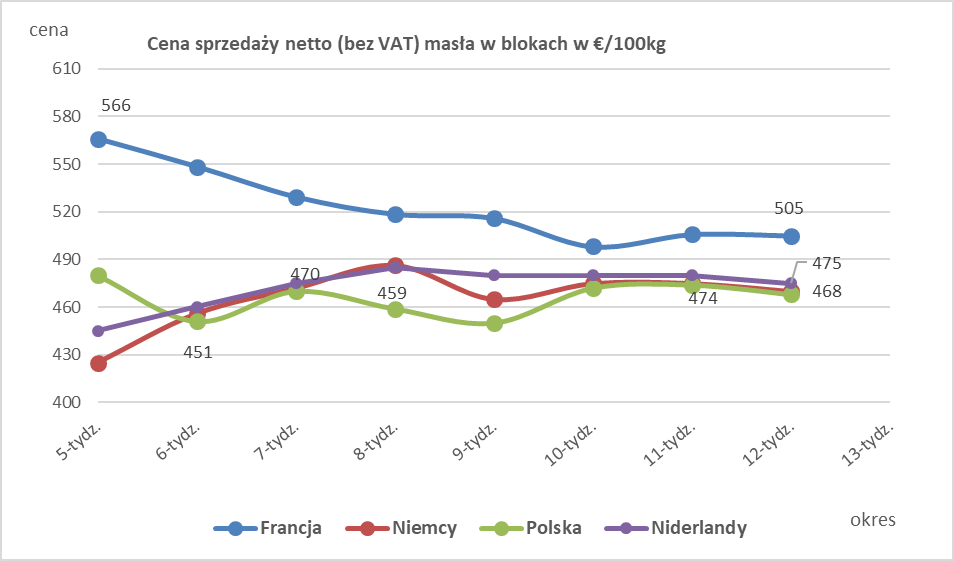 cena
Cena sprzedaży netto (bez VAT) masła w blokach w €/100kg
610
580
550
520
490
460
430
400
566
505
470
475
459
468
474
451
5-tydz.
6-tydz.
7-tydz.
8-tydz.
9-tydz.
10-tydz.
11-tydz.
12-tydz.
13-tydz.
okres
Francja
Niemcy
Polska
Niderlandy